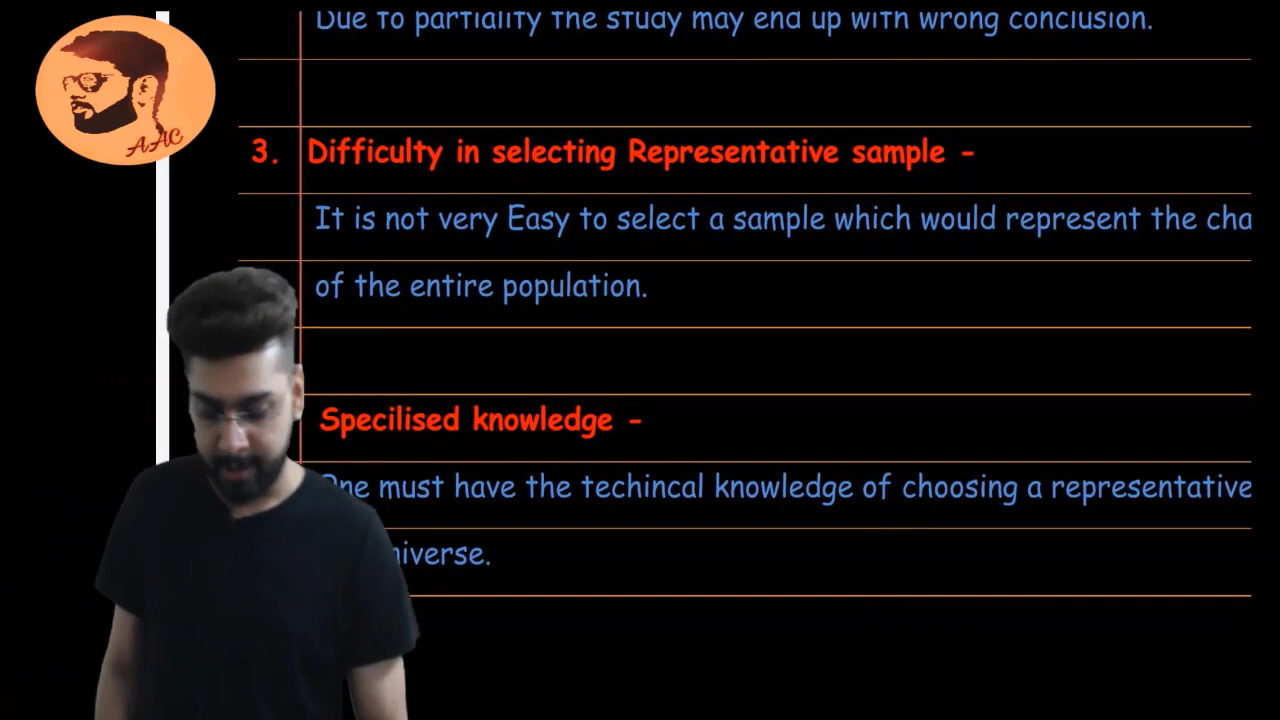 Due to partiality the study may end up with wrong conclusion.
AAC
3. Difficulty in selecting Representative sample -
It is not very Easy to select a sample which would represent the cha
of the entire population.
Specilised knowledge -
One must have the techincal knowledge of choosing a representative
niverse.